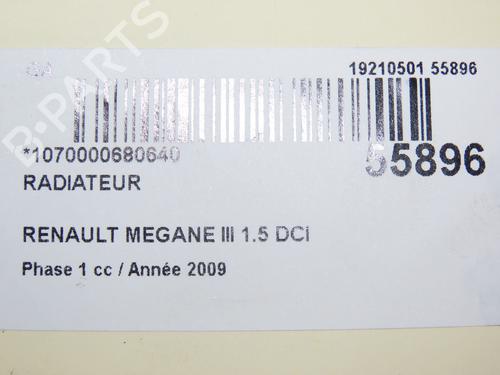 19210501 55896
*1070000680640
55896
RADIATEUR
RENAULT MEGANE III 1.5 DCI
Phase 1 cc / Année 2009
B-PARTS